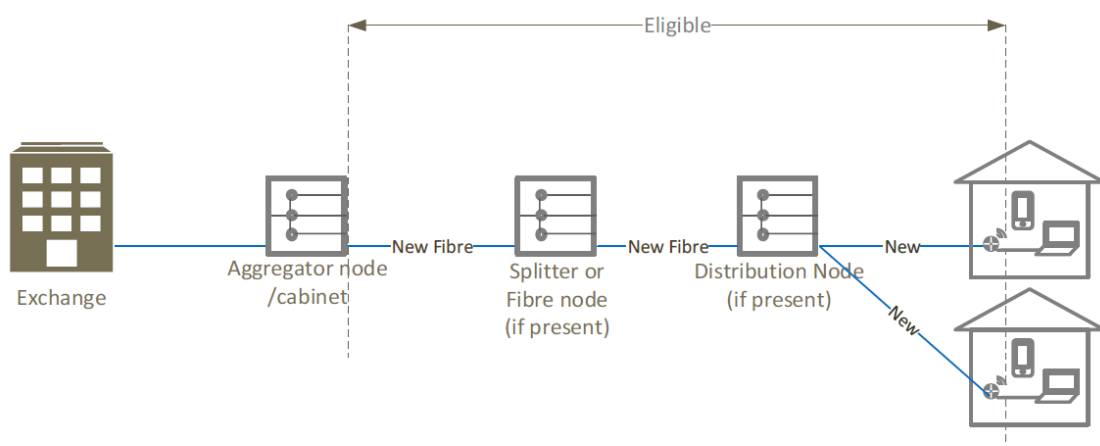 Eligible
New Fibre
New Fibre
New
Aggregator node
/cabinet
Splitter or
Fibre node
(if present)
Distribution Node
(if present)
Exchange
New